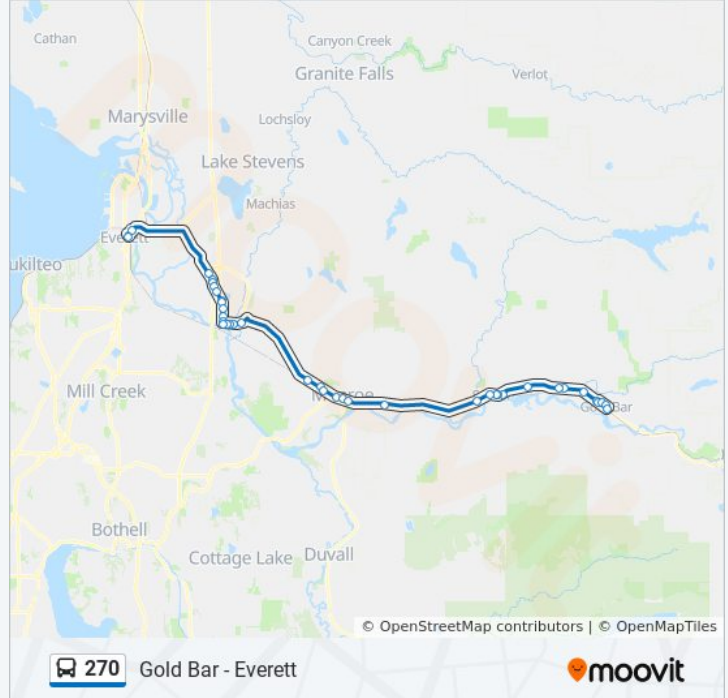 Cathan
Canyon Creek
Granite Falls
Verlot
Marysville
Lochsloy
Lake Stevens
Machias
Everett
ukilteo
Mill Creek
Monroe
Gold Bar
Bothell
Cottage Lake
Duvall
© OpenStreetMap contributors | © OpenMapTiles
270 Gold Bar - Everett
moovit